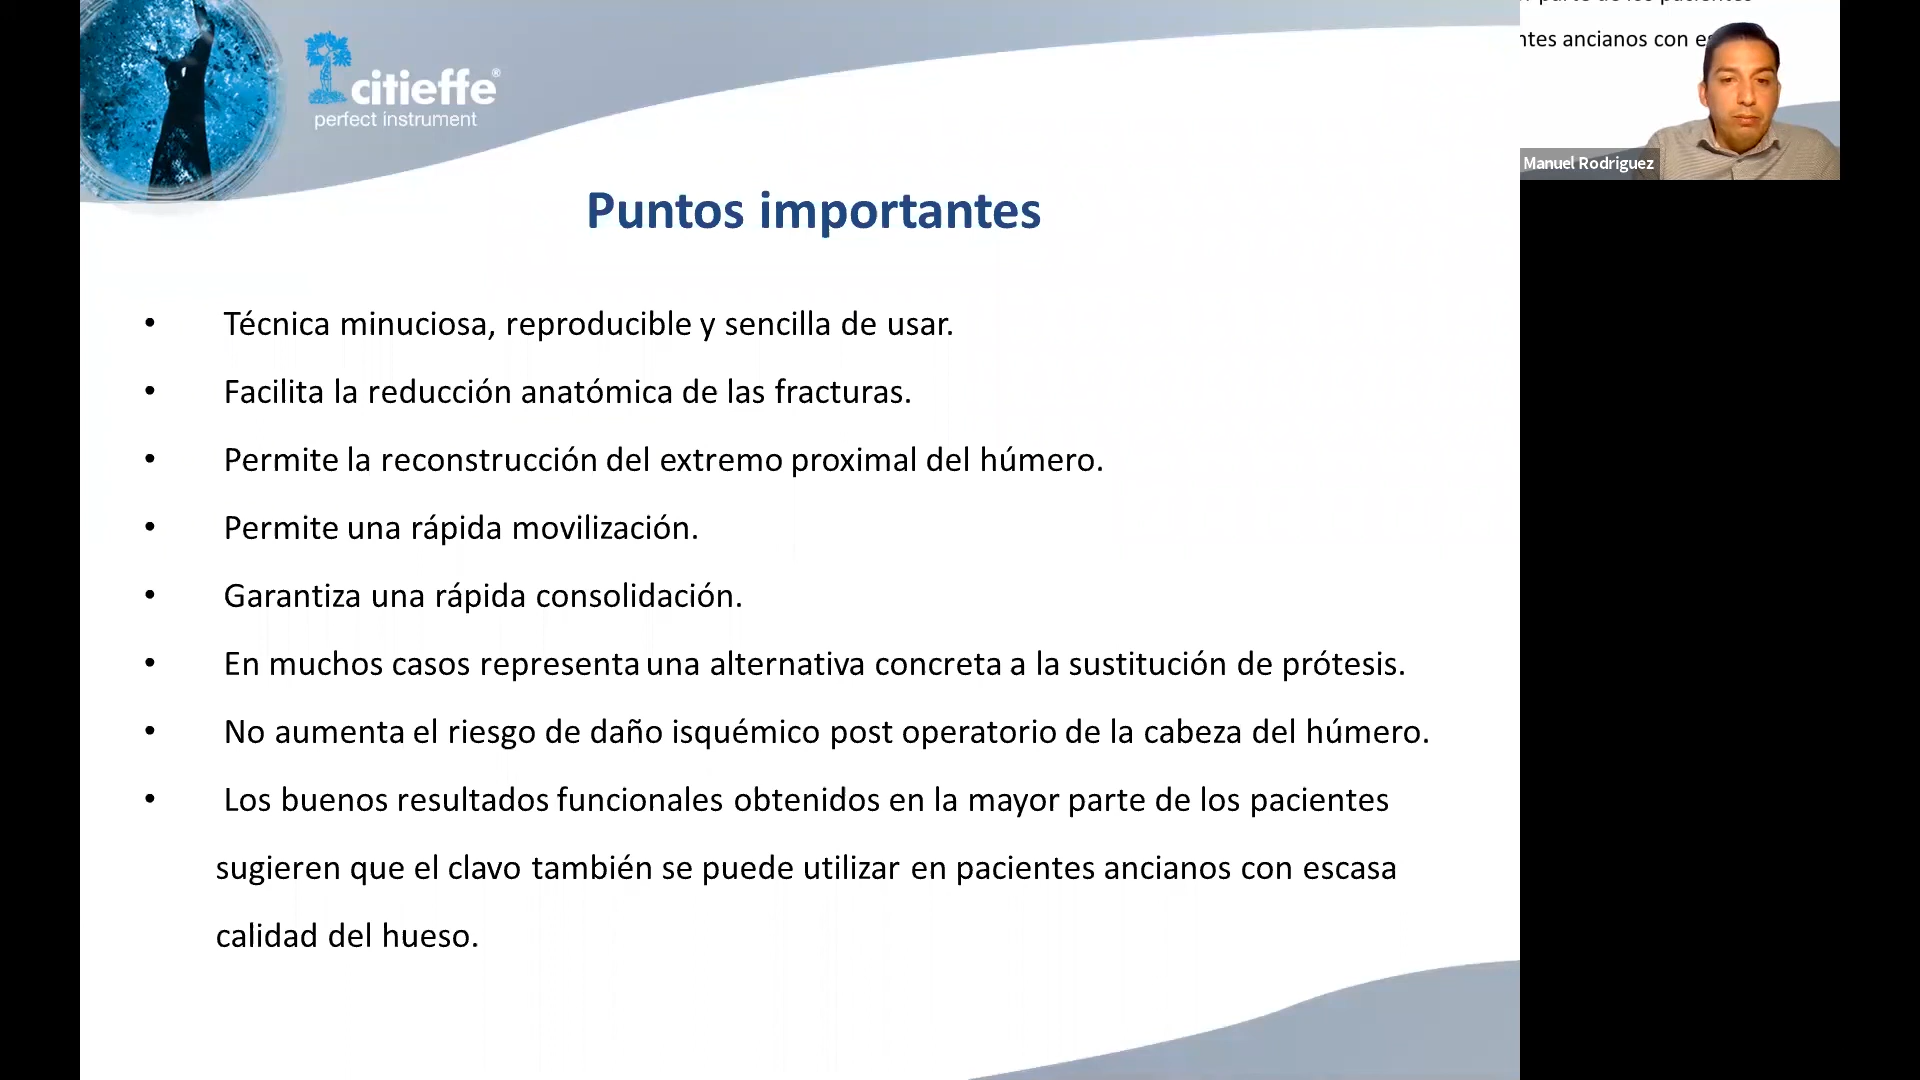 citieffe®
perfect instrument
Puntos importantes
• Técnica minuciosa, reproducible y sencilla de usar.
• Facilita la reducción anatómica de las fracturas.
• Permite la reconstrucción del extremo proximal del húmero.
• Permite una rápida movilización.
• Garantiza una rápida consolidación.
• En muchos casos representa una alternativa concreta a la sustitución de prótesis.
• No aumenta el riesgo de daño isquémico post operatorio de la cabeza del húmero.
• Los buenos resultados funcionales obtenidos en la mayor parte de los pacientes
sugieren que el clavo también se puede utilizar en pacientes ancianos con escasa
calidad del hueso.
parte de los pacientes
ancianos con
Manuel Rodriguez